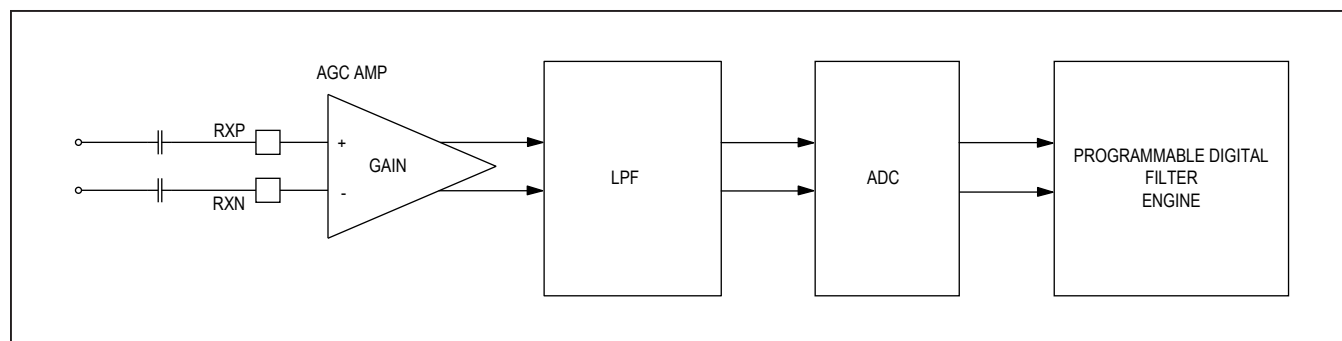 AGC AMP
RXP
RXN
+
-
GAIN
LPF
ADC
PROGRAMMABLE DIGITAL
FILTER
ENGINE